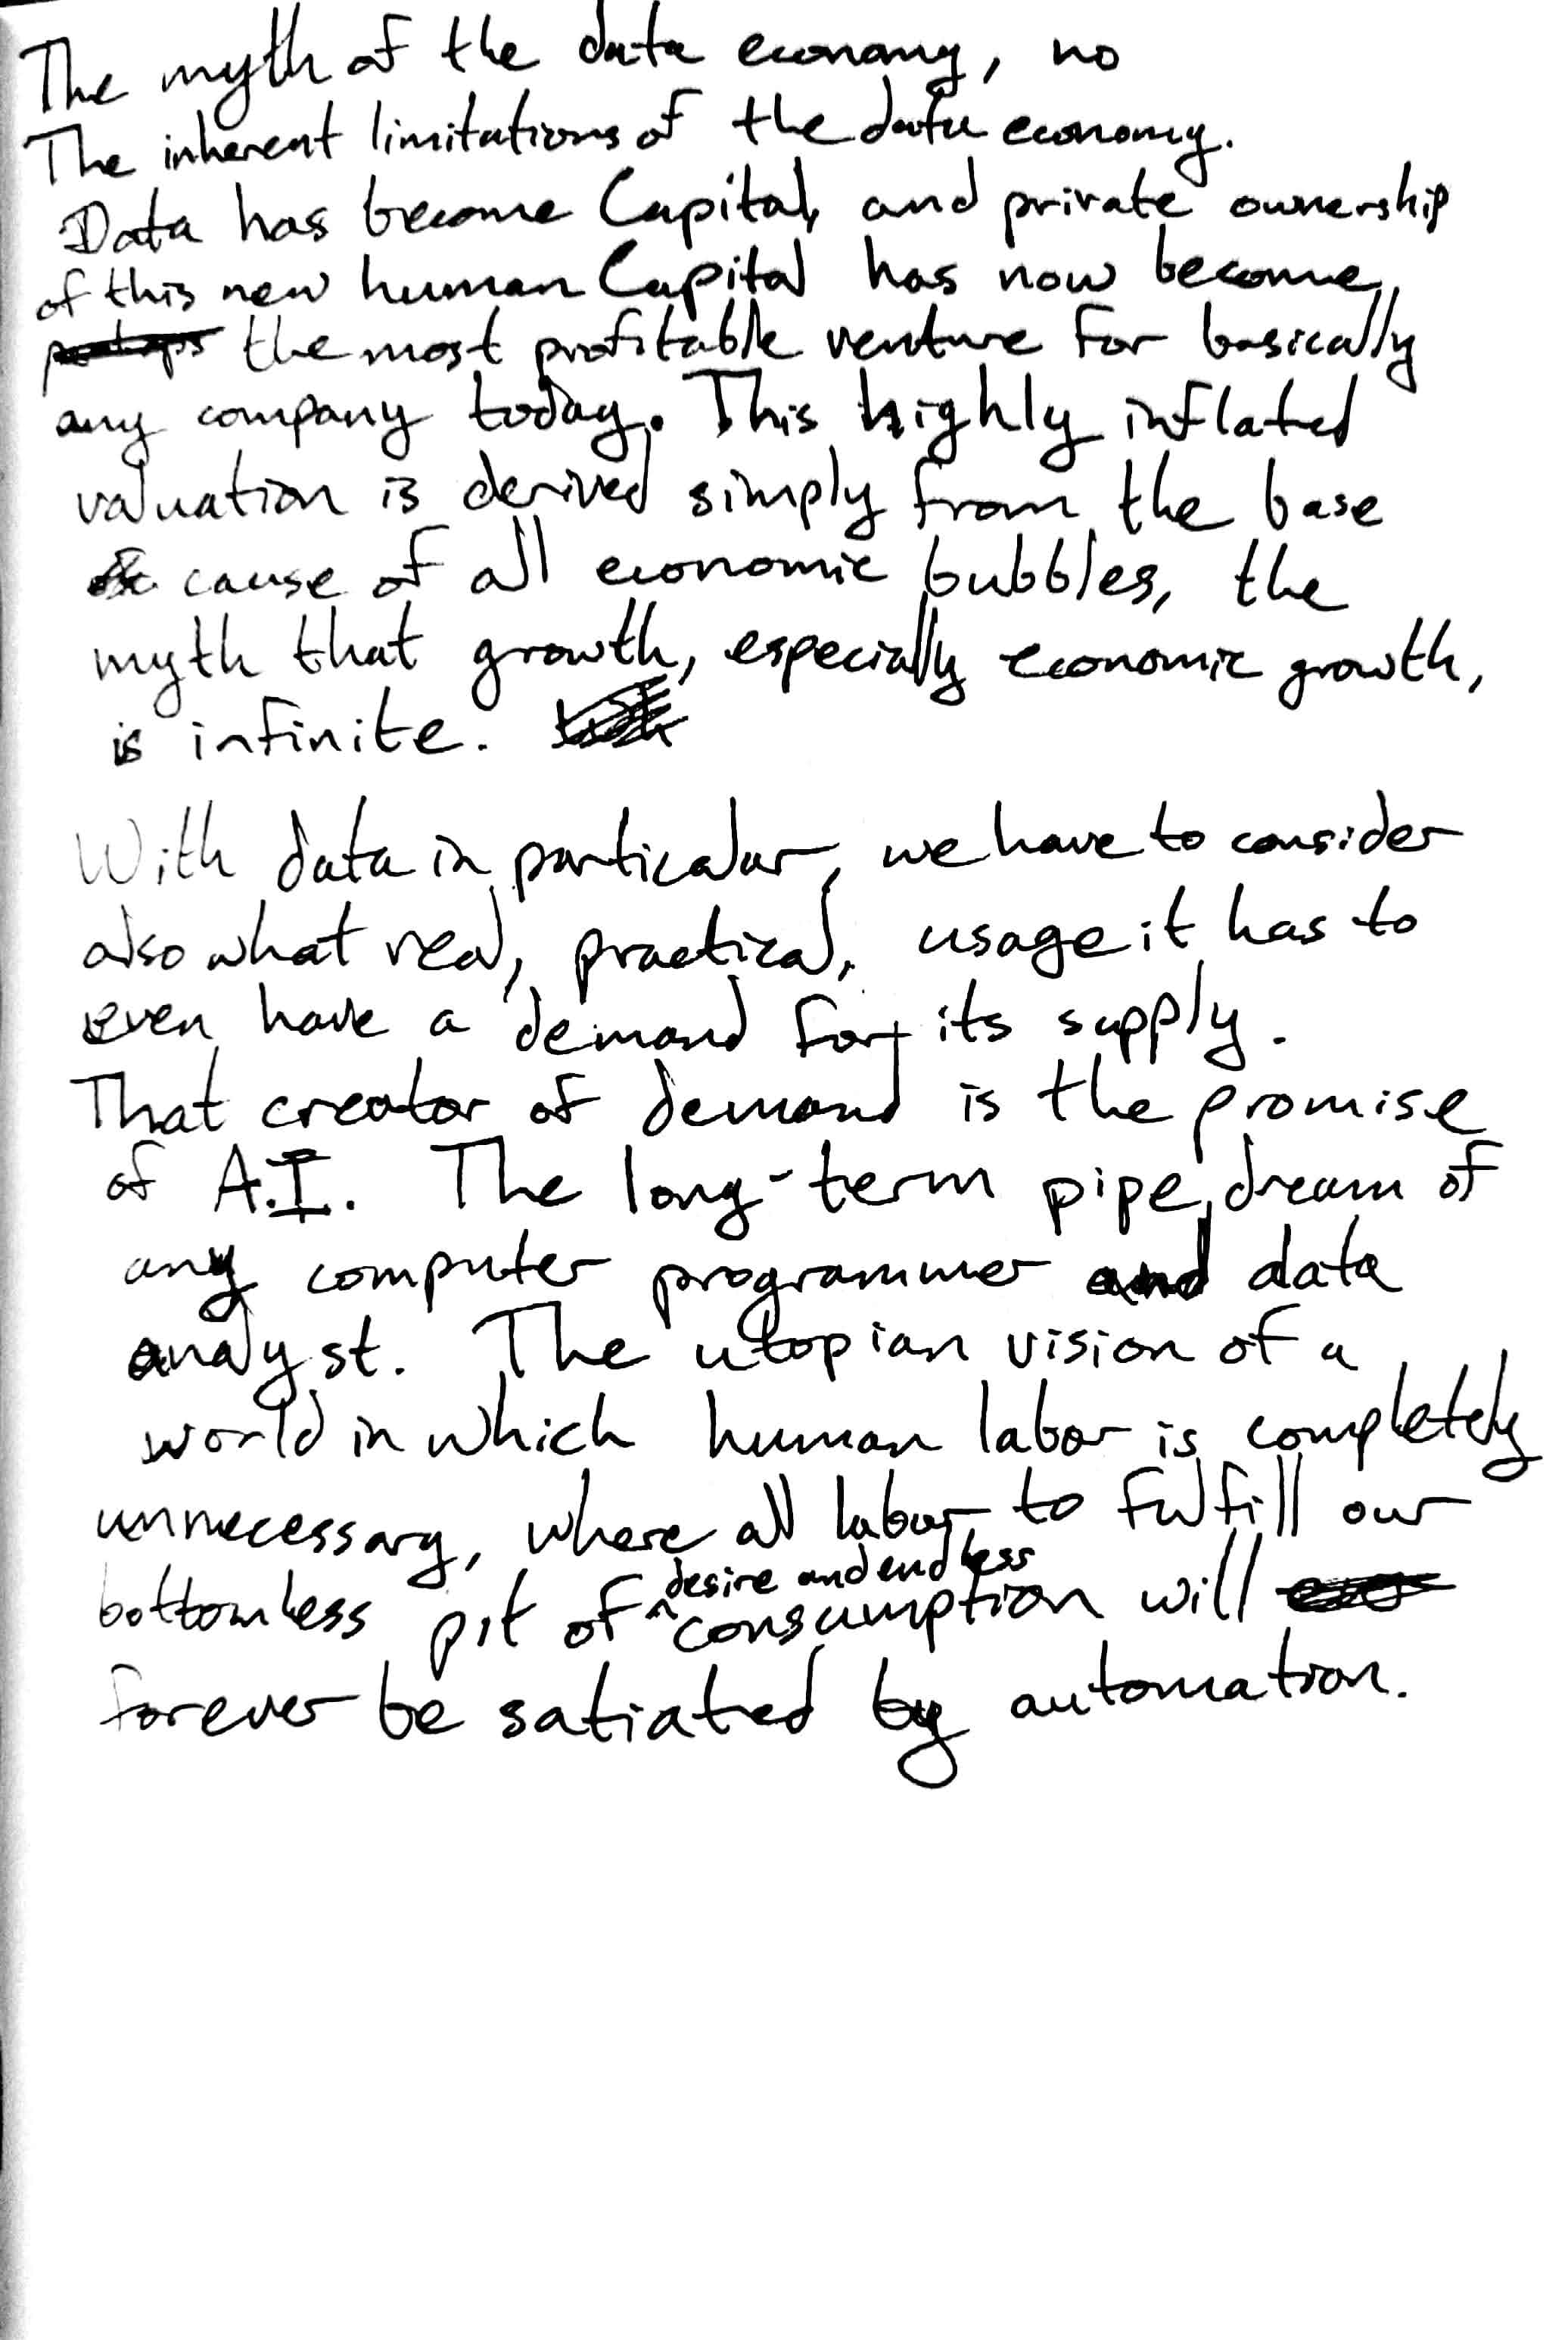 The myth of the data economy, no
The inherent limitations of the data economy.
Data has become Capital, and private ownership
of this new human Capital has now become,
perhaps the most profitable venture for basically
any company today. This highly inflated
valuation is derived simply from the base
cause of all economic bubbles, the
myth that growth, especially economic growth,
is infinite.
With data in particular, we have to consider
also what real, practical, usage it has to
even have a demand for its supply.
That creator of demand is the promise
of A.I. The long-term pipe dream of
any computer programmer and data
analyst. The utopian vision of a
world in which human labor is completely
unnecessary, where all labor to fulfill our
desire and endless
bottomless pit of ^ consumption will
forever be satiated by automation.